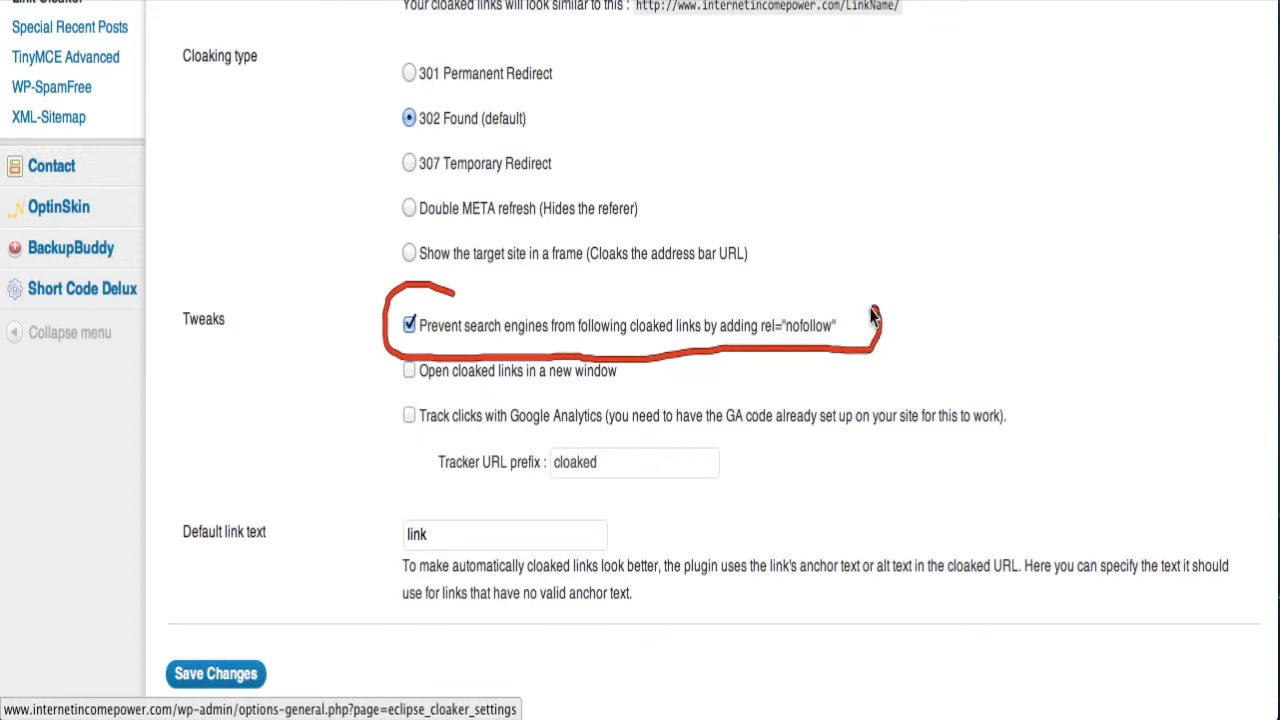 Link Cloaker
Your cloaked links will look similar to this : http://www.internetincomepower.com/LinkName/
Special Recent Posts
TinyMCE Advanced
WP-SpamFree
XML-Sitemap
Contact
OptinSkin
BackupBuddy
Short Code Delux
Collapse menu
Cloaking type
301 Permanent Redirect
302 Found (default)
307 Temporary Redirect
Double META refresh (Hides the referer)
Show the target site in a frame (Cloaks the address bar URL)
Tweaks
Prevent search engines from following cloaked links by adding rel="nofollow"
Open cloaked links in a new window
Track clicks with Google Analytics (you need to have the GA code already set up on your site for this to work).
Tracker URL prefix : cloaked
Default link text
link
To make automatically cloaked links look better, the plugin uses the link's anchor text or alt text in the cloaked URL. Here you can specify the text it should
use for links that have no valid anchor text.
Save Changes
www.internetincomepower.com/wp-admin/options-general.php?page=eclipse_cloaker_settings